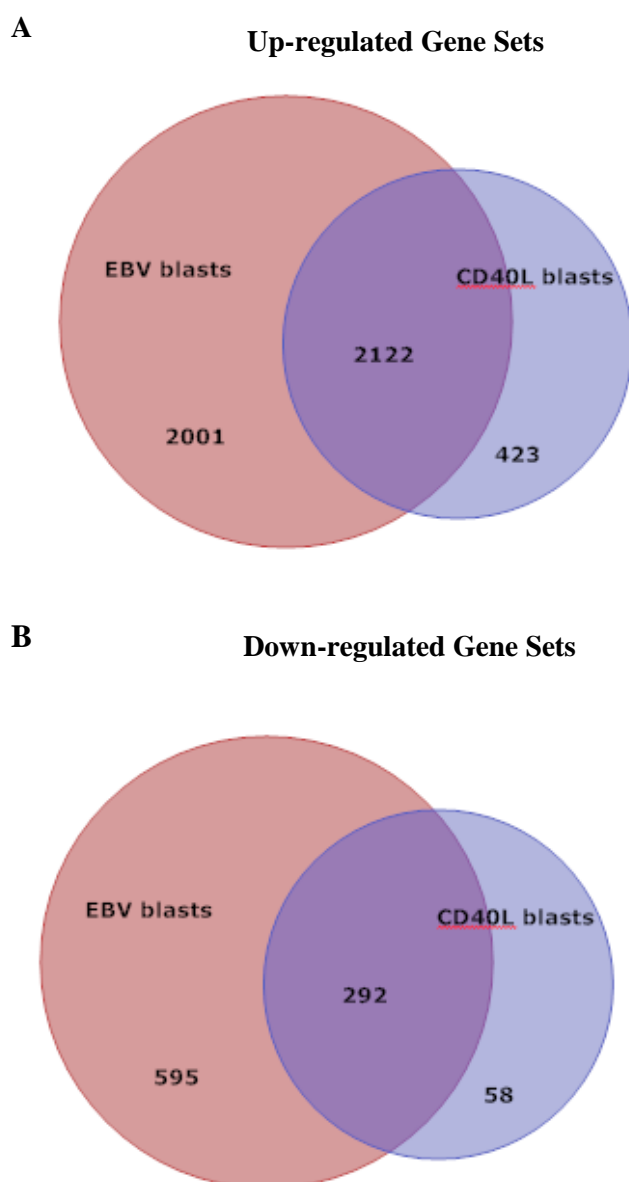 A
Up-regulated Gene Sets
EBV blasts
CD40L blasts
2122
2001
423
B
Down-regulated Gene Sets
EBV blasts
CD40L blasts
292
595
58